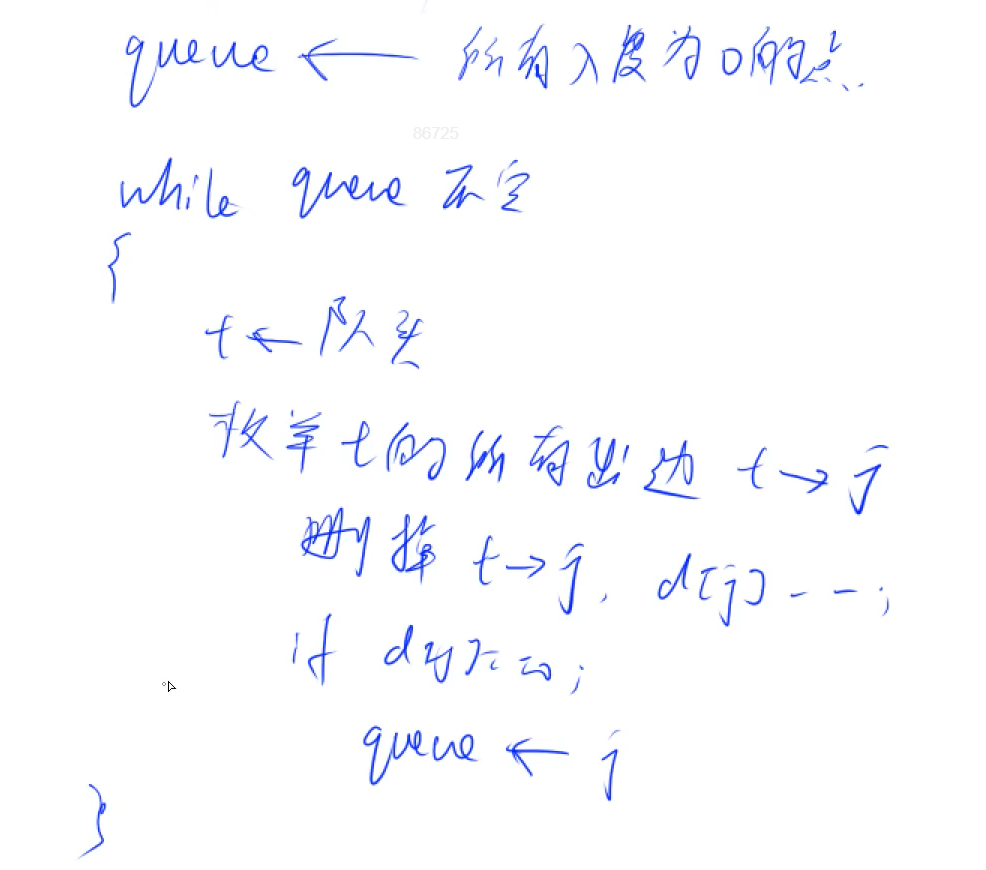 queue ← 所有入度为0的点
86725
while queue 不空
{
t ← 队头
枚举 t 的所有出边 t → j
删掉 t → j, d[j]--;
if d[j]==0;
queue ← j
}